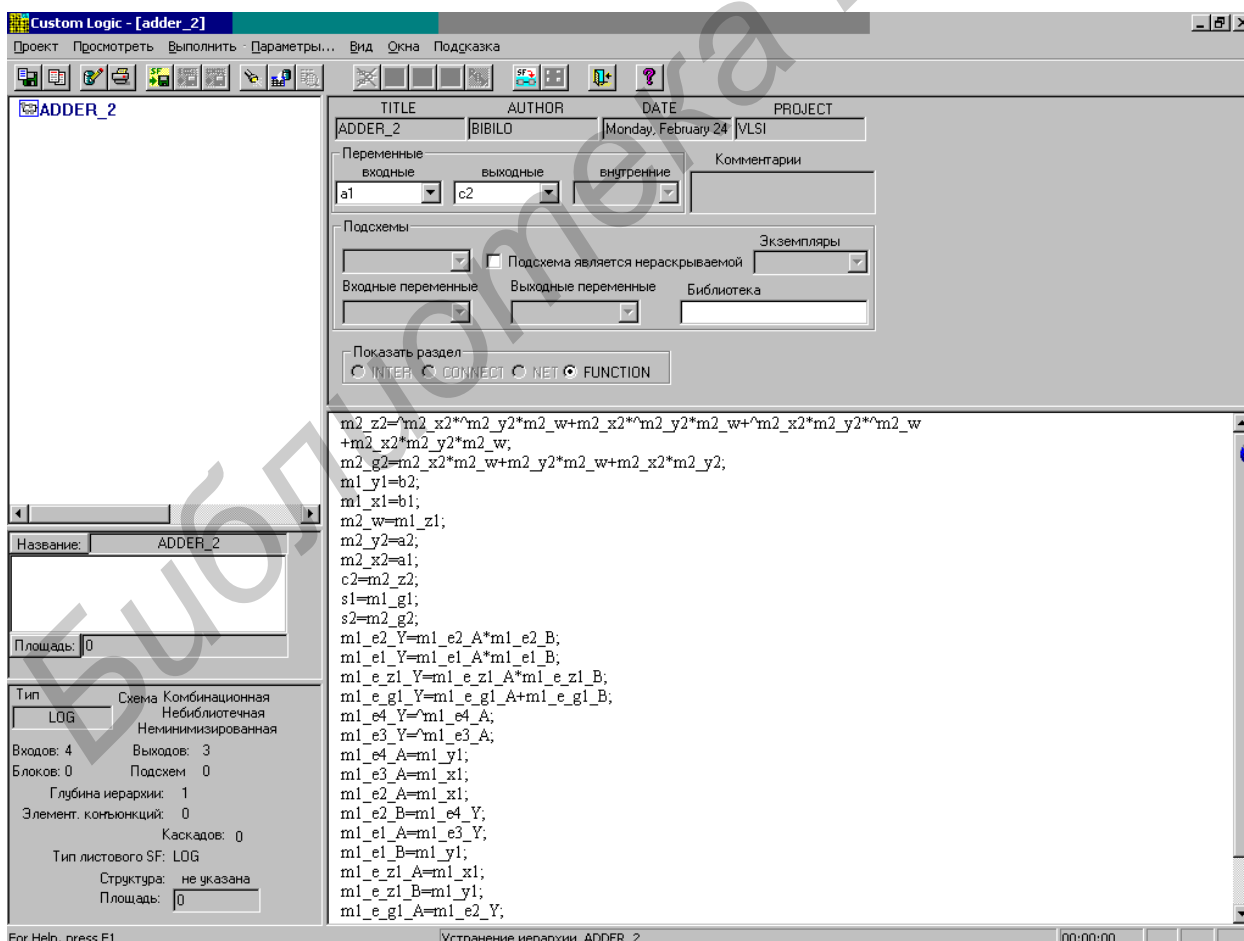 Custom Logic - [adder_2]
Проект Просмотреть Выполнить Параметры... Вид Окна Подсказка
ADDER_2
TITLE AUTHOR DATE PROJECT
ADDER_2 BIBILO Monday, February 24 VLSI
Переменные
входные выходные внутренние Комментарии
a1 c2
Подсхемы
Экземпляры
Подсхема является нераскрываемой
Входные переменные Выходные переменные Библиотека
Показать раздел
INTER CONNECT NET FUNCTION
m2_z2=^m2_x2*^m2_y2*m2_w+m2_x2*^m2_y2*m2_w+^m2_x2*m2_y2*^m2_w
+m2_x2*m2_y2*m2_w;
m2_g2=m2_x2*m2_w+m2_y2*m2_w+m2_x2*m2_y2;
m1_y1=b2;
m1_x1=b1;
m2_w=m1_z1;
m2_y2=a2;
m2_x2=a1;
c2=m2_z2;
s1=m1_g1;
s2=m2_g2;
m1_e2_Y=m1_e2_A*m1_e2_B;
m1_e1_Y=m1_e1_A*m1_e1_B;
m1_e_z1_Y=m1_e_z1_A*m1_e_z1_B;
m1_e_g1_Y=m1_e_g1_A+m1_e_g1_B;
m1_e4_Y=^m1_e4_A;
m1_e3_Y=^m1_e3_A;
m1_e4_A=m1_y1;
m1_e3_A=m1_x1;
m1_e2_A=m1_x1;
m1_e2_B=m1_e4_Y;
m1_e1_A=m1_e3_Y;
m1_e1_B=m1_y1;
m1_e_z1_A=m1_x1;
m1_e_z1_B=m1_y1;
m1_e_g1_A=m1_e2_Y;
Название: ADDER_2
Площадь: 0
Тип Схема Комбинационная
LOG Небиблиотечная
Неминимизированная
Входов: 4 Выходов: 3
Блоков: 0 Подсхем 0
Глубина иерархии: 1
Элемент. конъюнкций: 0
Каскадов: 0
Тип листового SF: LOG
Структура: не указана
Площадь: 0
For Help, press F1 Устранение иерархии ADDER_2 00:00:00
Библиотека